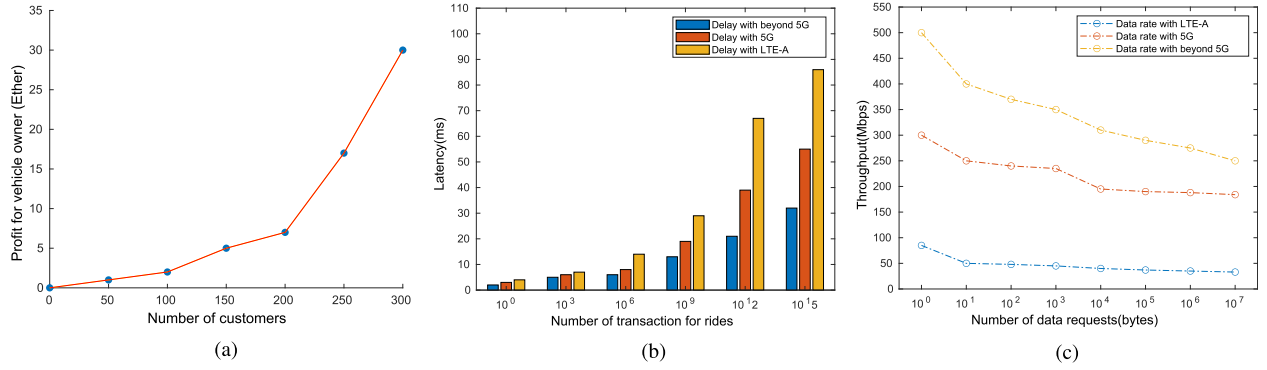 35
30
25
20
15
10
5
0
Profit for vehicle owner (Ether)
0 50 100 150 200 250 300
Number of customers
(a)
110
100
90
80
70
60
50
40
30
20
10
0
Latency(ms)
Delay with beyond 5G
Delay with 5G
Delay with LTE-A
10^0 10^3 10^6 10^9 10^12 10^15
Number of transaction for rides
(b)
550
500
450
400
350
300
250
200
150
100
50
0
Throughput(Mbps)
Data rate with LTE-A
Data rate with 5G
Data rate with beyond 5G
10^0 10^1 10^2 10^3 10^4 10^5 10^6 10^7
Number of data requests(bytes)
(c)